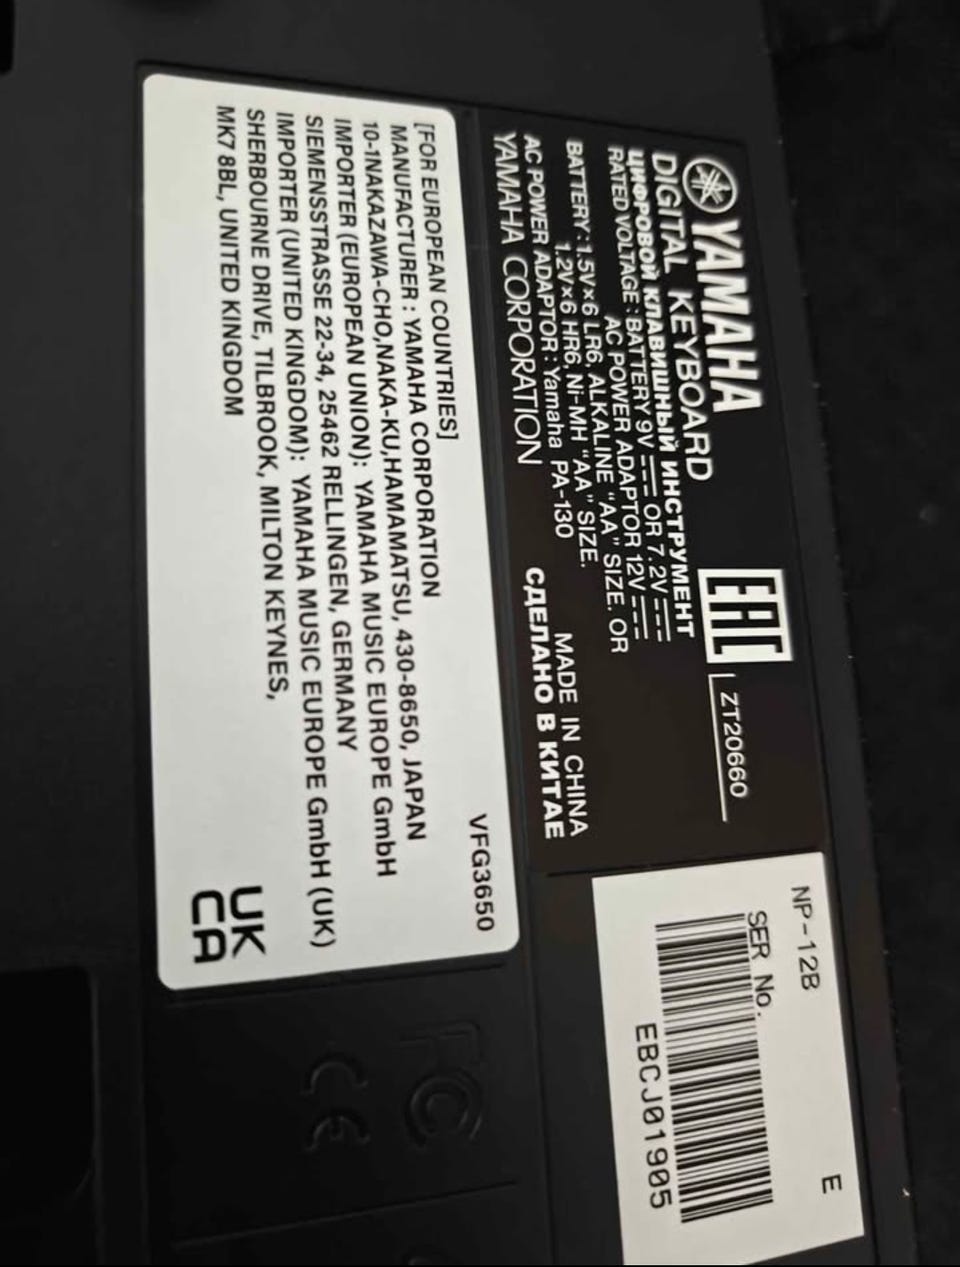 YAMAHA
DIGITAL KEYBOARD
ЦИФРОВОЙ КЛАВИШНЫЙ ИНСТРУМЕНТ
RATED VOLTAGE : BATTERY 9V ⎓ OR 7.2V ⎓
AC POWER ADAPTOR 12V ⎓
BATTERY : 1.5V×6 LR6, ALKALINE “AA” SIZE. OR
1.2V×6 HR6, Ni-MH “AA” SIZE.
AC POWER ADAPTOR : Yamaha PA-130
YAMAHA CORPORATION
EAC
ZT20660
MADE IN CHINA
СДЕЛАНО В КИТАЕ
NP-12B E
SER No.
EBCJ01905
VFG3650
[FOR EUROPEAN COUNTRIES]
MANUFACTURER : YAMAHA CORPORATION
10-1NAKAZAWA-CHO,NAKA-KU,HAMAMATSU, 430-8650, JAPAN
IMPORTER (EUROPEAN UNION): YAMAHA MUSIC EUROPE GmbH
SIEMENSSTRASSE 22-34, 25462 RELLINGEN, GERMANY
IMPORTER (UNITED KINGDOM): YAMAHA MUSIC EUROPE GmbH (UK)
SHERBOURNE DRIVE, TILBROOK, MILTON KEYNES,
MK7 8BL, UNITED KINGDOM
UK
CA
FC
CE